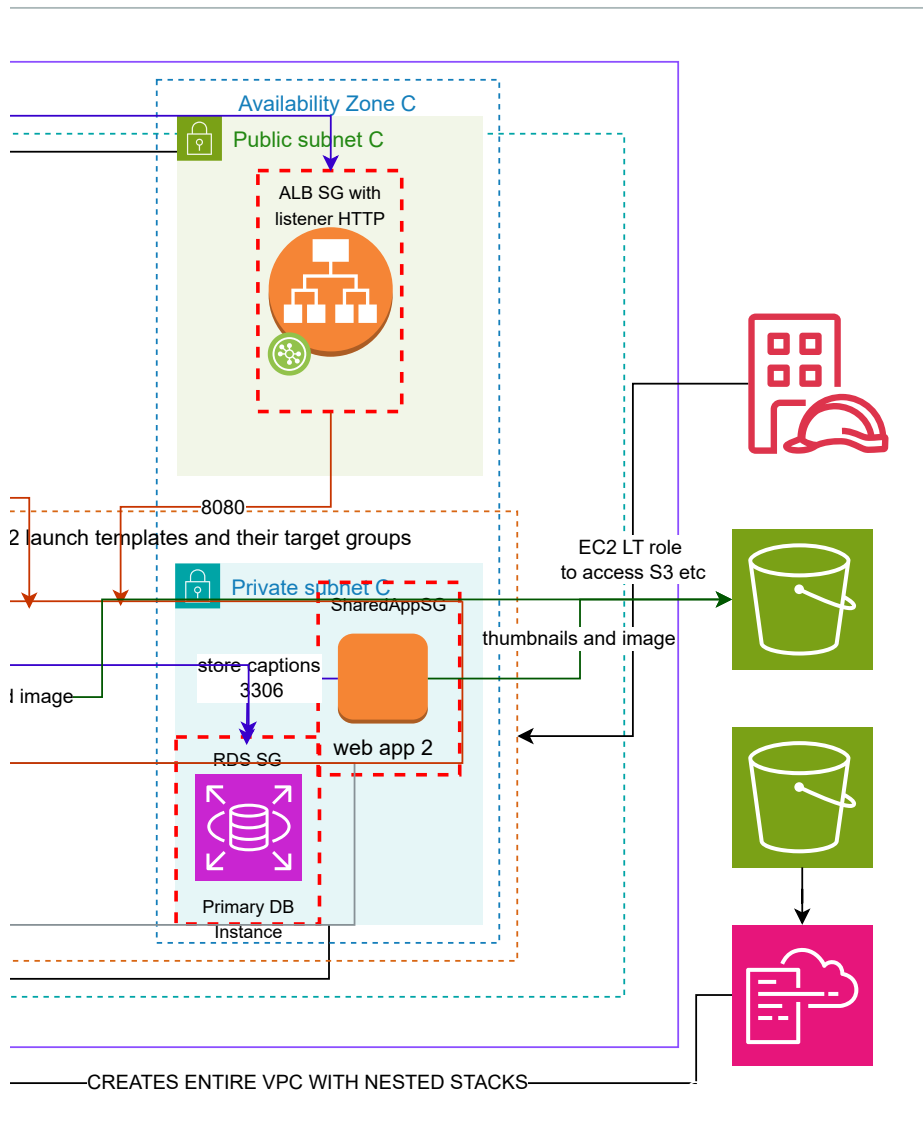 Availability Zone C
Public subnet C
ALB SG with
listener HTTP
8080
2 launch templates and their target groups
EC2 LT role
to access S3 etc
Private subnet C
SharedAppSG
thumbnails and image
store captions
3306
d image
web app 2
RDS SG
Primary DB
Instance
CREATES ENTIRE VPC WITH NESTED STACKS